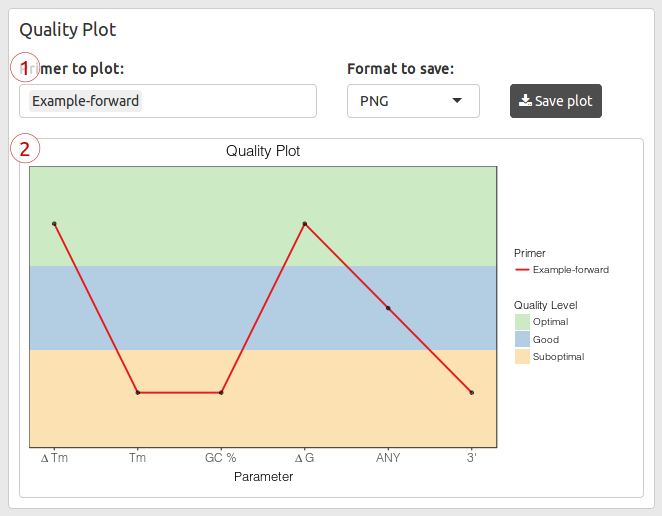 Quality Plot
1
Primer to plot:
Format to save:
Example-forward
PNG
Save plot
2
Quality Plot
Primer
Example-forward
Quality Level
Optimal
Good
Suboptimal
Δ Tm
Tm
GC %
Δ G
ANY
3'
Parameter